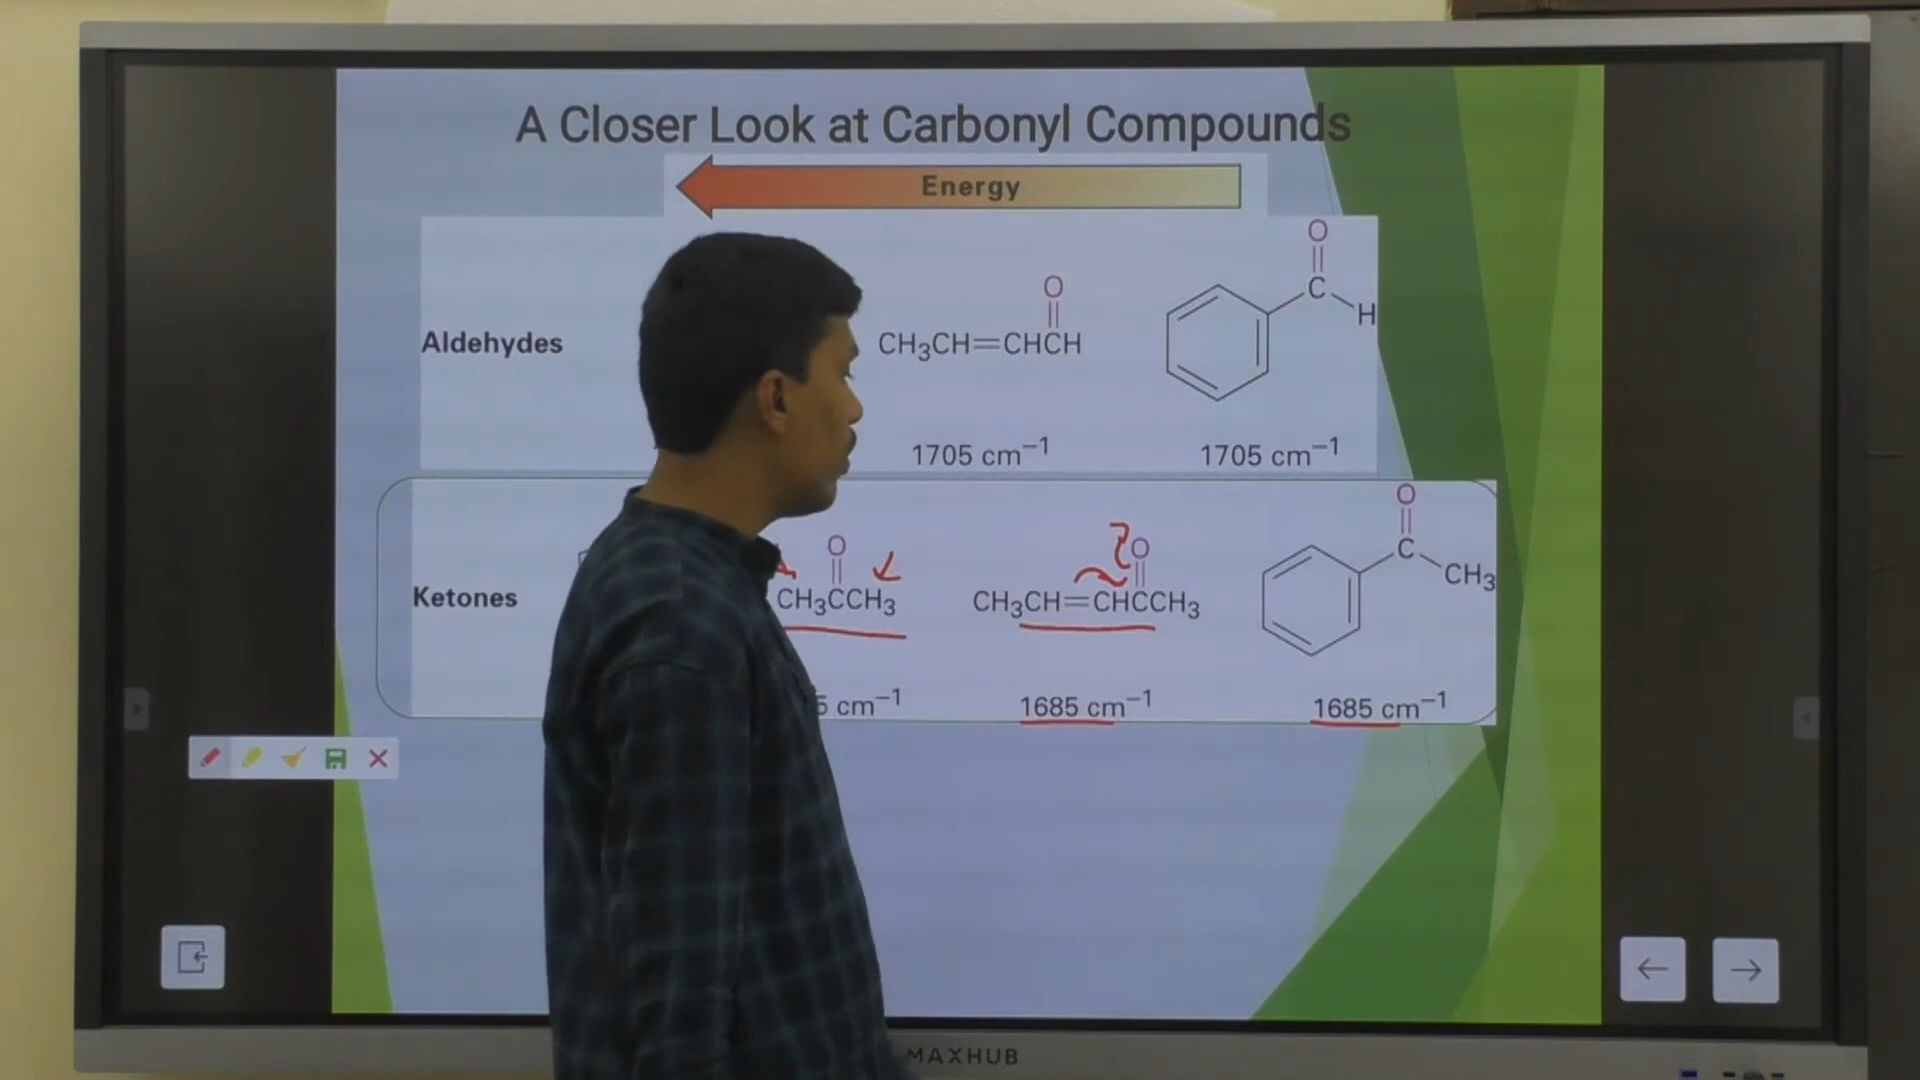 A Closer Look at Carbonyl Compounds
Energy
Aldehydes
O
CH₃CH=CHCH
O
C
H
1705 cm⁻¹
1705 cm⁻¹
Ketones
O
CH₃CCH₃
O
CH₃CH=CHCCH₃
O
C
CH₃
5 cm⁻¹
1685 cm⁻¹
1685 cm⁻¹
MAXHUB